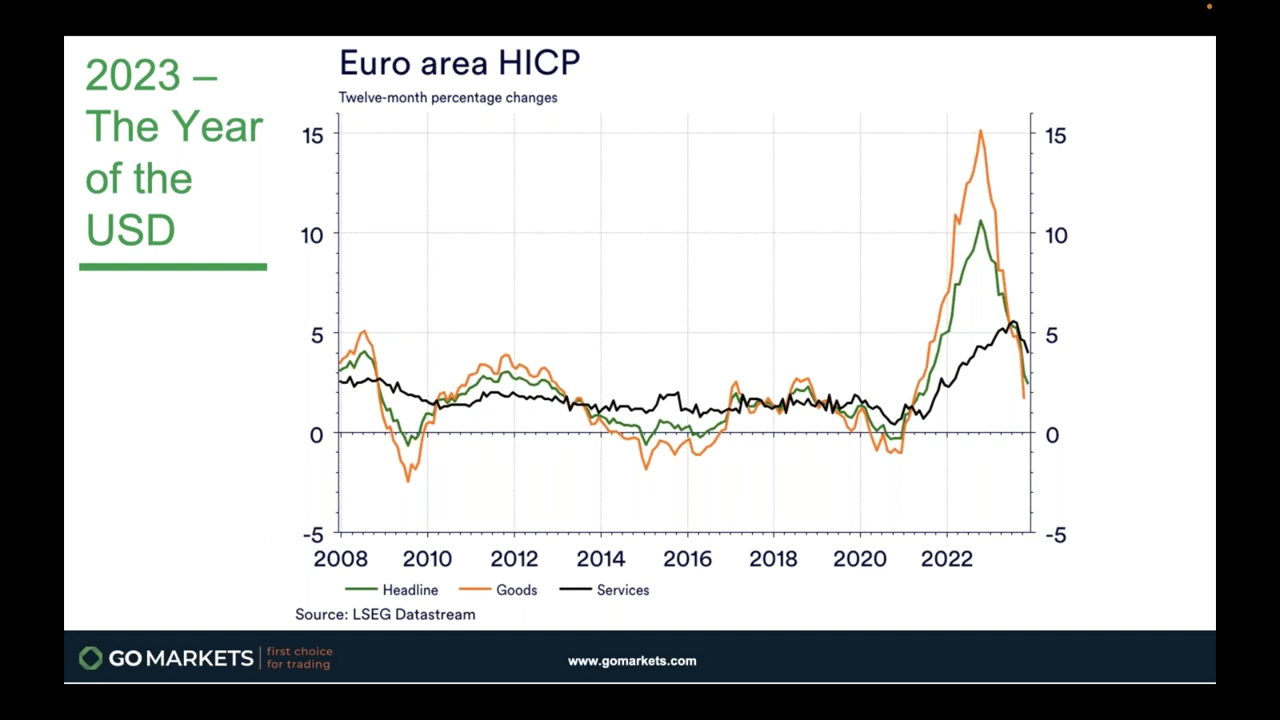 2023 –
The Year
of the
USD
Euro area HICP
Twelve-month percentage changes
15 15
10 10
5 5
0 0
-5 -5
2008 2010 2012 2014 2016 2018 2020 2022
Headline Goods Services
Source: LSEG Datastream
GO MARKETS first choice
for trading
www.gomarkets.com